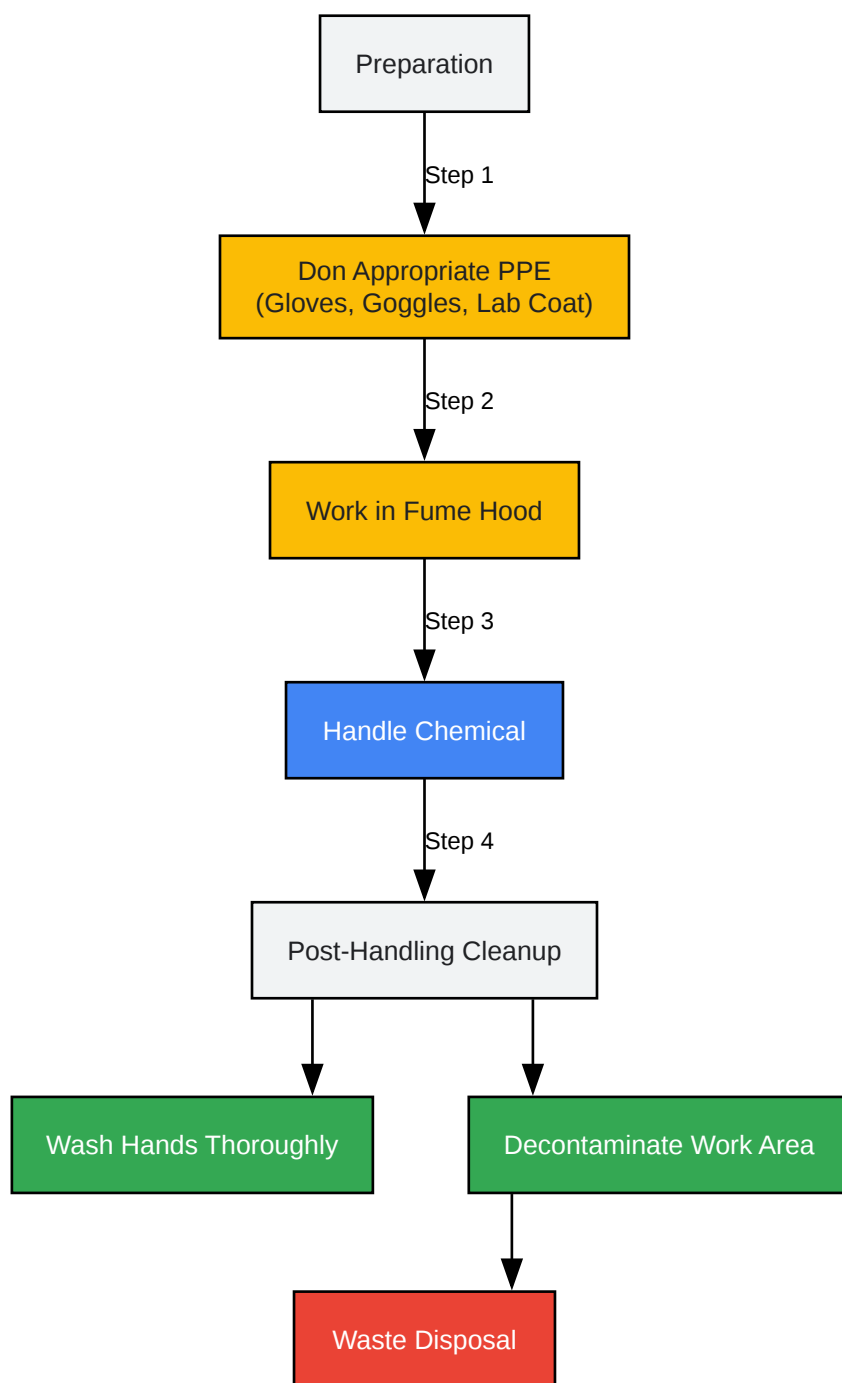 Preparation
Step 1
Don Appropriate PPE
(Gloves, Goggles, Lab Coat)
Step 2
Work in Fume Hood
Step 3
Handle Chemical
Step 4
Post-Handling Cleanup
Wash Hands Thoroughly
Decontaminate Work Area
Waste Disposal